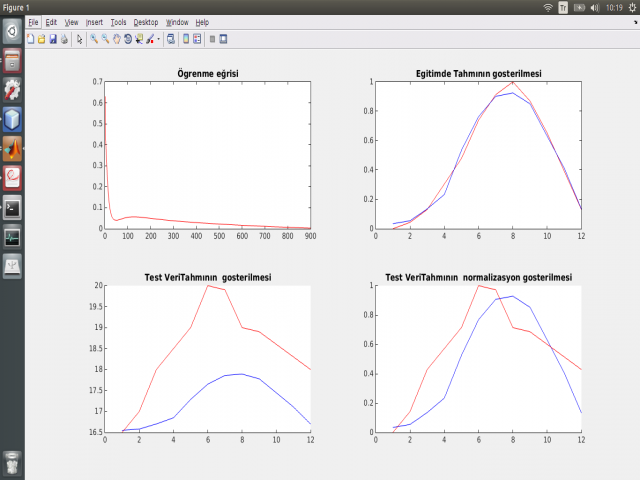 Figure 1
Tr
10:19
File Edit View Insert Tools Desktop Window Help
Ögrenme eğrisi
0.7
0.6
0.5
0.4
0.3
0.2
0.1
0
0 100 200 300 400 500 600 700 800 900
Egitimde Tahmının gosterilmesi
1
0.8
0.6
0.4
0.2
0
0 2 4 6 8 10 12
Test VeriTahmının gosterilmesi
20
19.5
19
18.5
18
17.5
17
16.5
0 2 4 6 8 10 12
Test VeriTahmının normalizasyon gosterilmesi
1
0.8
0.6
0.4
0.2
0
0 2 4 6 8 10 12